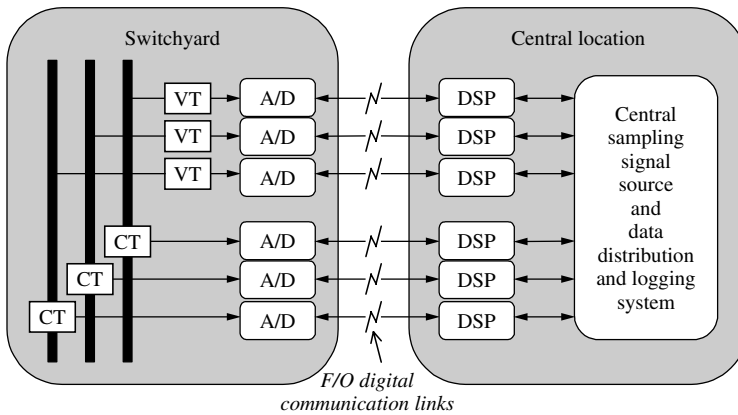 Switchyard
Central location
VT
A/D
DSP
VT
A/D
DSP
VT
A/D
DSP
CT
A/D
DSP
CT
A/D
DSP
CT
A/D
DSP
Central
sampling
signal
source
and
data
distribution
and logging
system
F/O digital
communication links